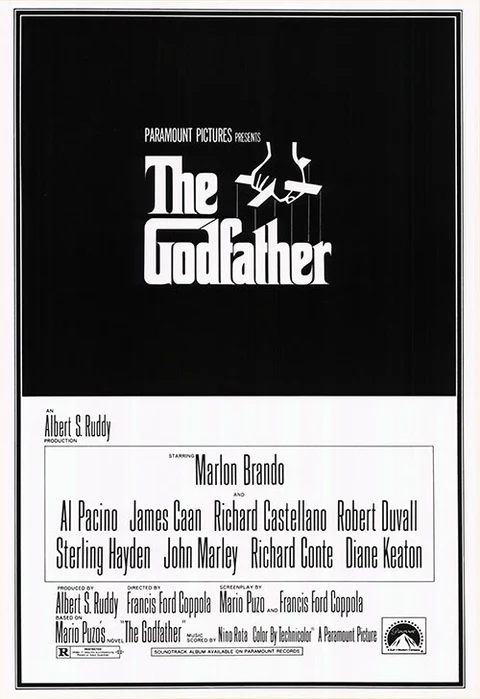 PARAMOUNT PICTURES PRESENTS
The
Godfather
AN
Albert S. Ruddy
PRODUCTION
STARRING Marlon Brando
AND
Al Pacino James Caan Richard Castellano Robert Duvall
Sterling Hayden John Marley Richard Conte Diane Keaton
PRODUCED BY Albert S. Ruddy DIRECTED BY Francis Ford Coppola SCREENPLAY BY Mario Puzo AND Francis Ford Coppola
BASED ON Mario Puzo's NOVEL "The Godfather" MUSIC SCORED BY Nino Rota Color By Technicolor® A Paramount Picture
R RESTRICTED
SOUNDTRACK ALBUM AVAILABLE ON PARAMOUNT RECORDS
Paramount